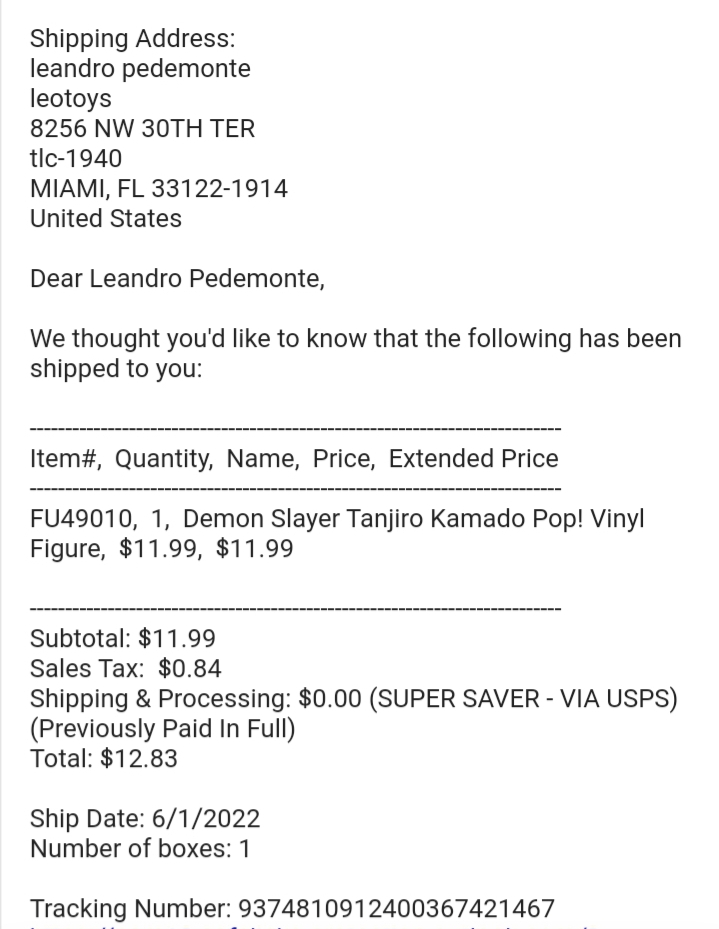 Shipping Address:
leandro pedemonte
leotoys
8256 NW 30TH TER
tlc-1940
MIAMI, FL 33122-1914
United States
Dear Leandro Pedemonte,
We thought you'd like to know that the following has been
shipped to you:
----------------------------------------------------------------------------
Item#,  Quantity,  Name,  Price,  Extended Price
----------------------------------------------------------------------------
FU49010,  1,  Demon Slayer Tanjiro Kamado Pop! Vinyl
Figure,  $11.99,  $11.99
----------------------------------------------------------------------------
Subtotal: $11.99
Sales Tax:  $0.84
Shipping & Processing: $0.00 (SUPER SAVER - VIA USPS)
(Previously Paid In Full)
Total: $12.83
Ship Date: 6/1/2022
Number of boxes: 1
Tracking Number: 9374810912400367421467